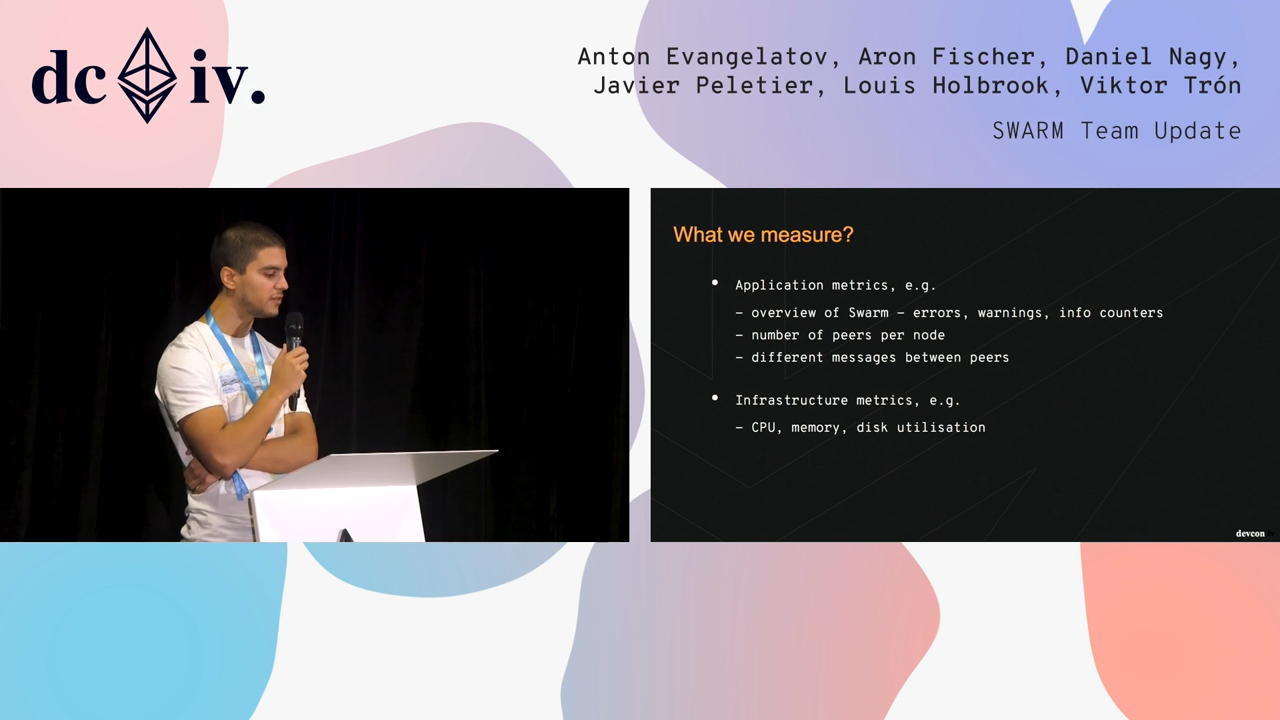 dc iv.
Anton Evangelatov, Aron Fischer, Daniel Nagy,
Javier Peletier, Louis Holbrook, Viktor Trón
SWARM Team Update
What we measure?
• Application metrics, e.g.
– overview of Swarm – errors, warnings, info counters
– number of peers per node
– different messages between peers
• Infrastructure metrics, e.g.
– CPU, memory, disk utilisation
devcon